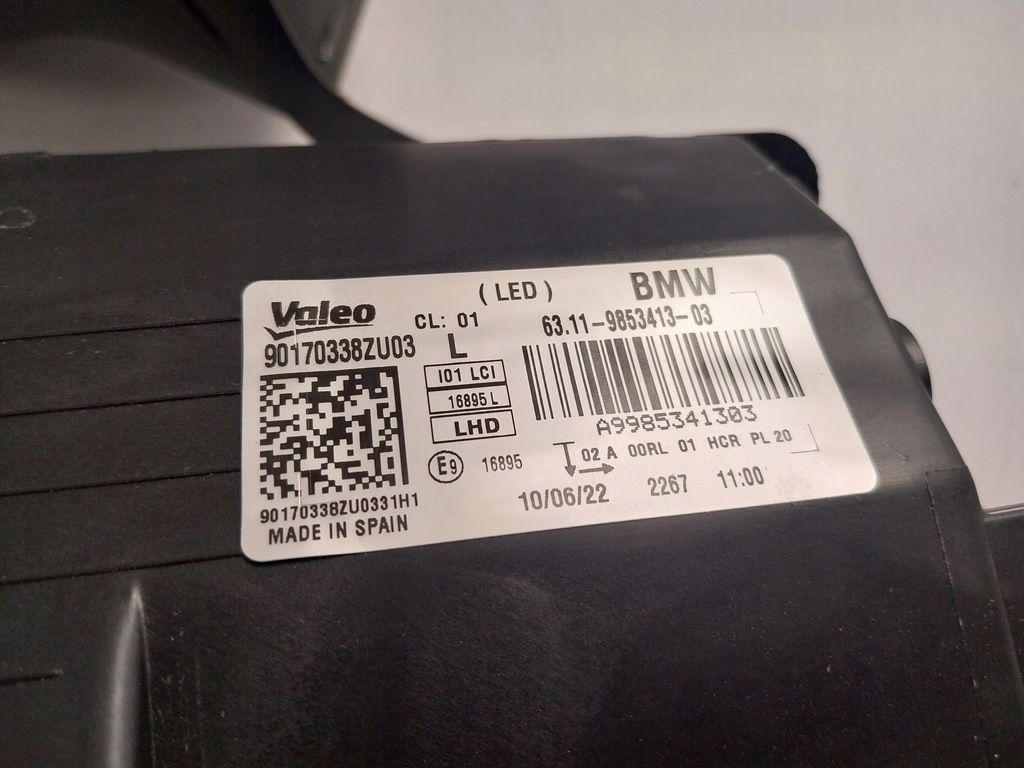 Valeo
(LED)
BMW
CL: 01
63.11-9853413-03
90170338ZU03
L
I01 LCI
16895 L
LHD
A9985341303
02 A 00RL 01 HCR PL 20
E9
16895
10/06/22 2267 11:00
90170338ZU0331H1
MADE IN SPAIN